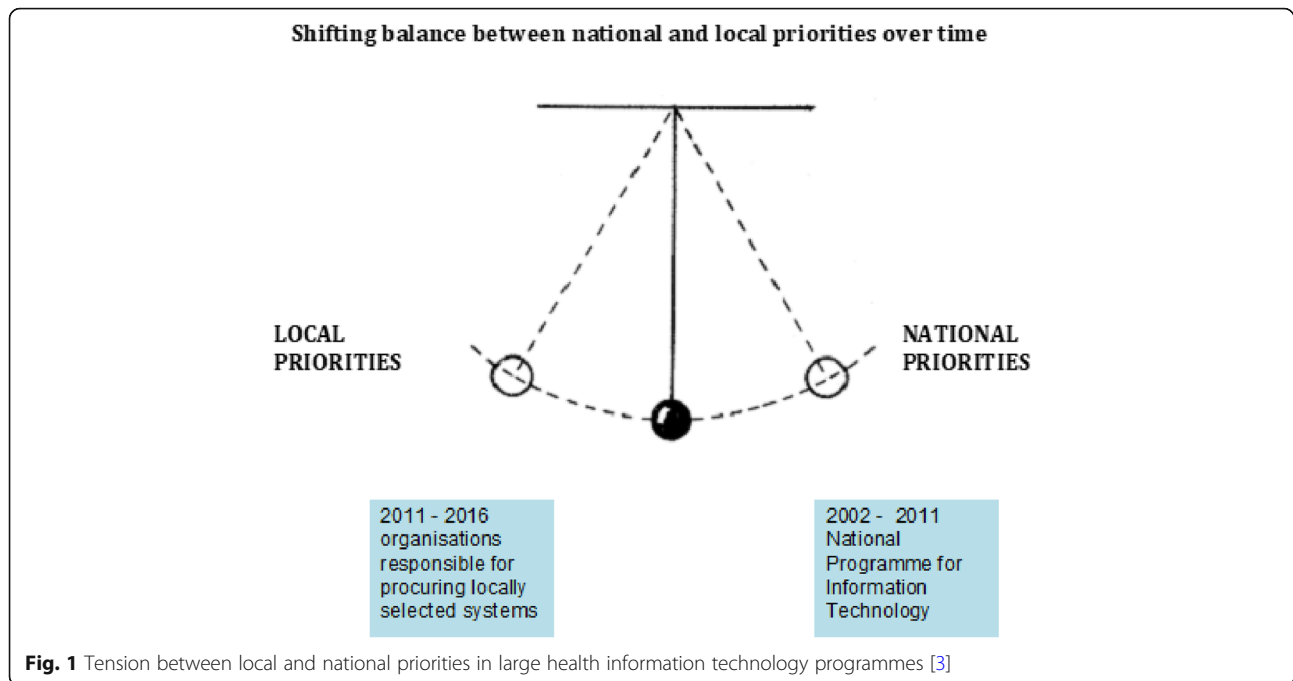 Shifting balance between national and local priorities over time
LOCAL
PRIORITIES
NATIONAL
PRIORITIES
2011 - 2016
organisations
responsible for
procuring locally
selected systems
2002 - 2011
National
Programme for
Information
Technology
Fig. 1 Tension between local and national priorities in large health information technology programmes [3]